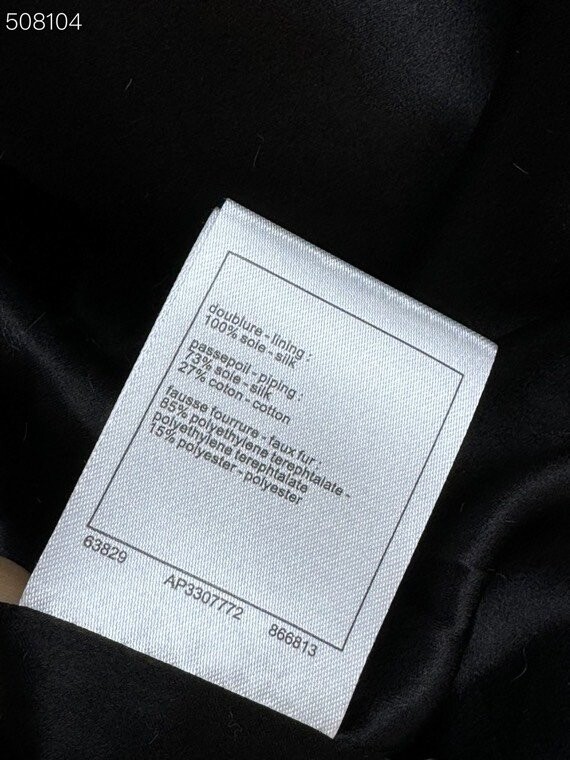 508104
doublure - lining :
100% soie - silk
passepoil - piping :
73% soie - silk
27% coton - cotton
fausse fourrure - faux fur :
85% polyethylene terephtalate -
polyethylene terephtalate
15% polyester - polyester
63829 AP3307772 866813